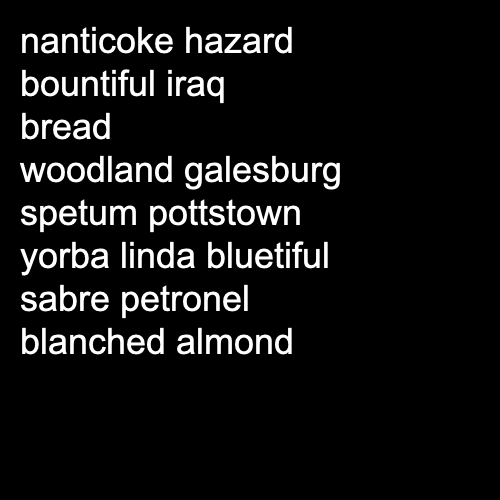 nanticoke hazard
bountiful iraq
bread
woodland galesburg
spetum pottstown
yorba linda bluetiful
sabre petronel
blanched almond